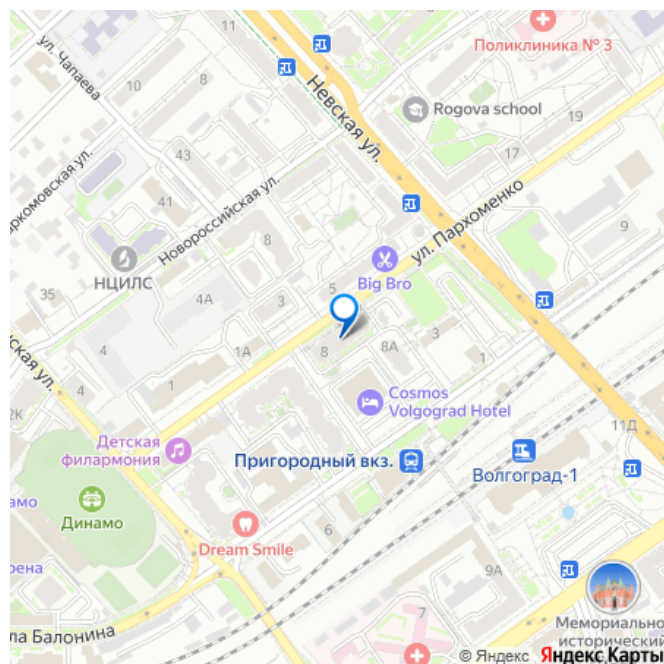 Поликлиника № 3
11
11
ул. Чапаева
Невская ул.
10
8
Rogova school
19
43
17
41
Новороссийская ул.
ул. Пархоменко
9
8
НЦИЛС
Big Bro
35
4А
3
5
1А
8
8А
3
1
4
4
1
Cosmos
Volgograd Hotel
2К
Детская
филармония
Пригородный вкз.
11Д
Волгоград-1
Динамо
6
Dream Smile
9А
7
Мемориально
исторический
© Яндекс Яндекс Карты